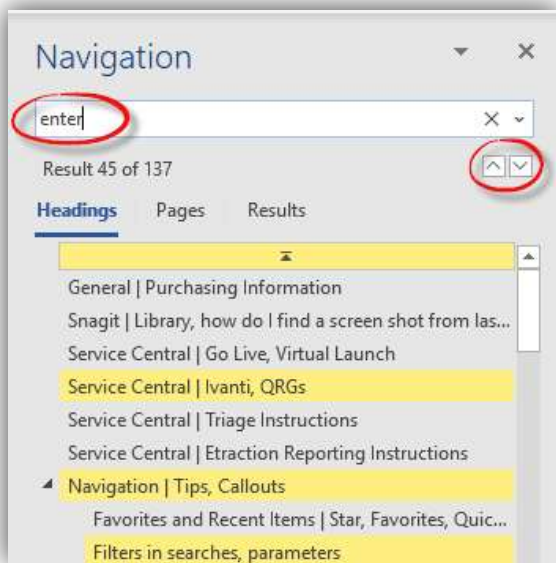 Navigation
enter
Result 45 of 137
Headings Pages Results
General | Purchasing Information
Snagit | Library, how do I find a screen shot from las...
Service Central | Go Live, Virtual Launch
Service Central | Ivanti, QRGs
Service Central | Triage Instructions
Service Central | Etraction Reporting Instructions
Navigation | Tips, Callouts
Favorites and Recent Items | Star, Favorites, Quic...
Filters in searches, parameters